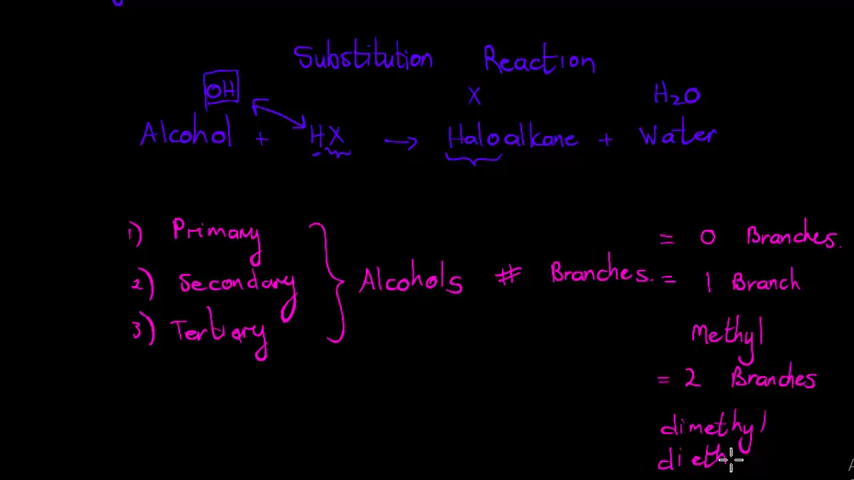 Substitution Reaction
OH X H₂O
Alcohol + HX → Haloalkane + Water
1) Primary = 0 Branches.
2) Secondary } Alcohols # Branches. = 1 Branch
3) Tertiary Methyl
= 2 Branches
dimethyl
dieth